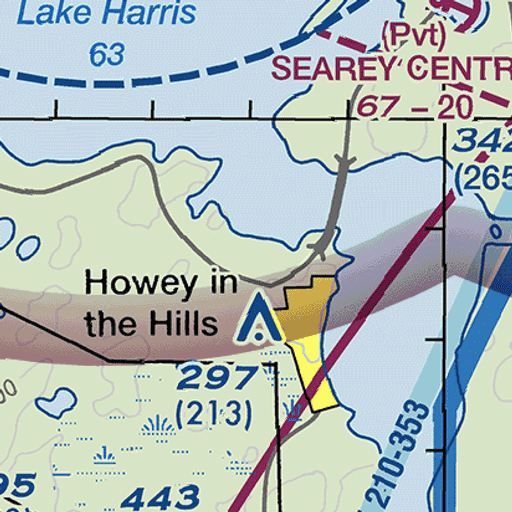 Lake Harris
63
(Pvt)
SEAREY CENTR
67 - 20
342
(265
Howey in
the Hills
297
(213)
210-353
00
95
443